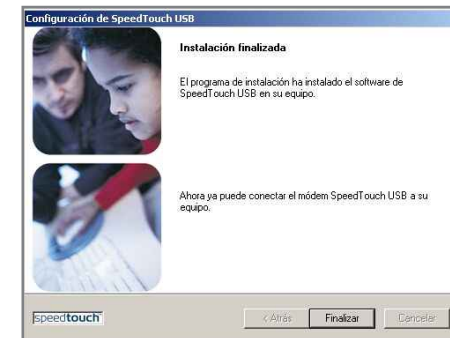 Configuración de SpeedTouch USB
Instalación finalizada
El programa de instalación ha instalado el software de
SpeedTouch USB en su equipo.
Ahora ya puede conectar el módem SpeedTouch USB a su
equipo.
speedtouch
< Atrás
Finalizar
Cancelar